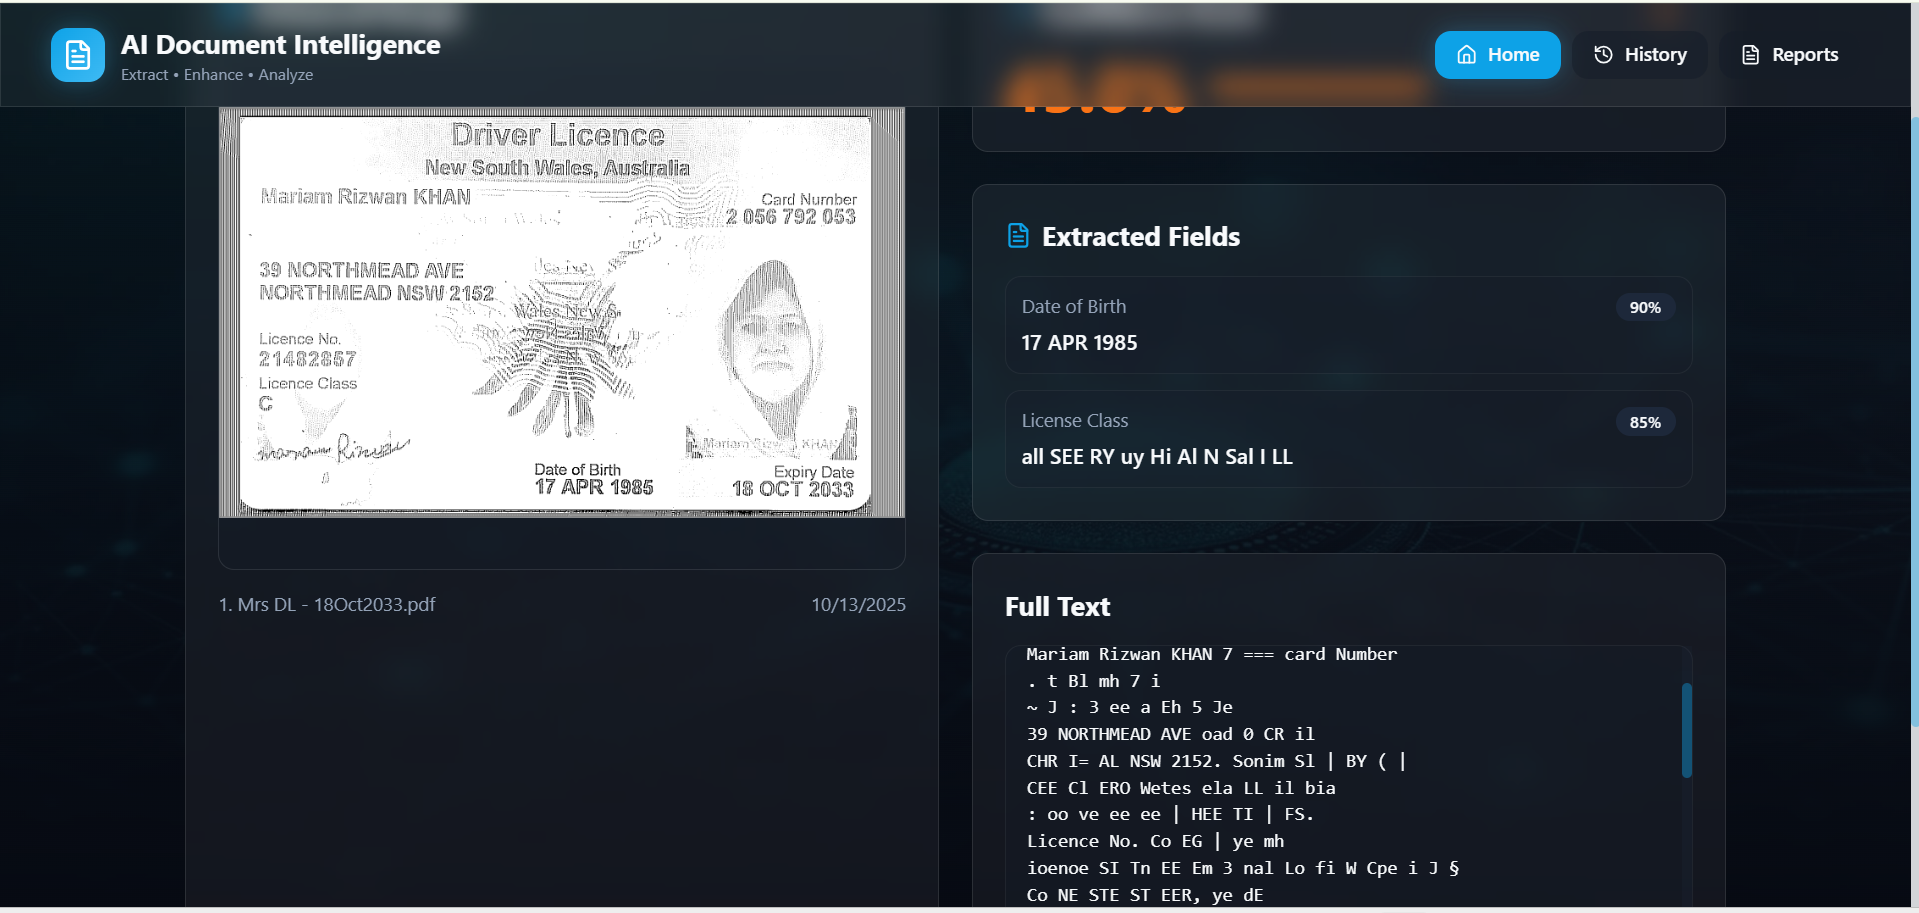 AI Document Intelligence
Extract • Enhance • Analyze
Home
History
Reports
Driver Licence
New South Wales, Australia
Mariam Rizwan KHAN
Card Number
2 056 792 053
39 NORTHMEAD AVE
NORTHMEAD NSW 2152
Licence No.
21482857
Licence Class
C
Mariam Rizwan KHAN
Date of Birth
17 APR 1985
Expiry Date
18 OCT 2033
1. Mrs DL - 18Oct2033.pdf
10/13/2025
Extracted Fields
Date of Birth
90%
17 APR 1985
License Class
85%
all SEE RY uy Hi Al N Sal I LL
Full Text
Mariam Rizwan KHAN 7 === card Number
. t Bl mh 7 i
~ J : 3 ee a Eh 5 Je
39 NORTHMEAD AVE oad 0 CR il
CHR I= AL NSW 2152. Sonim Sl | BY ( |
CEE Cl ERO Wetes ela LL il bia
: oo ve ee ee | HEE TI | FS.
Licence No. Co EG | ye mh
ioenoe SI Tn EE Em 3 nal Lo fi W Cpe i J §
Co NE STE ST EER, ye dE